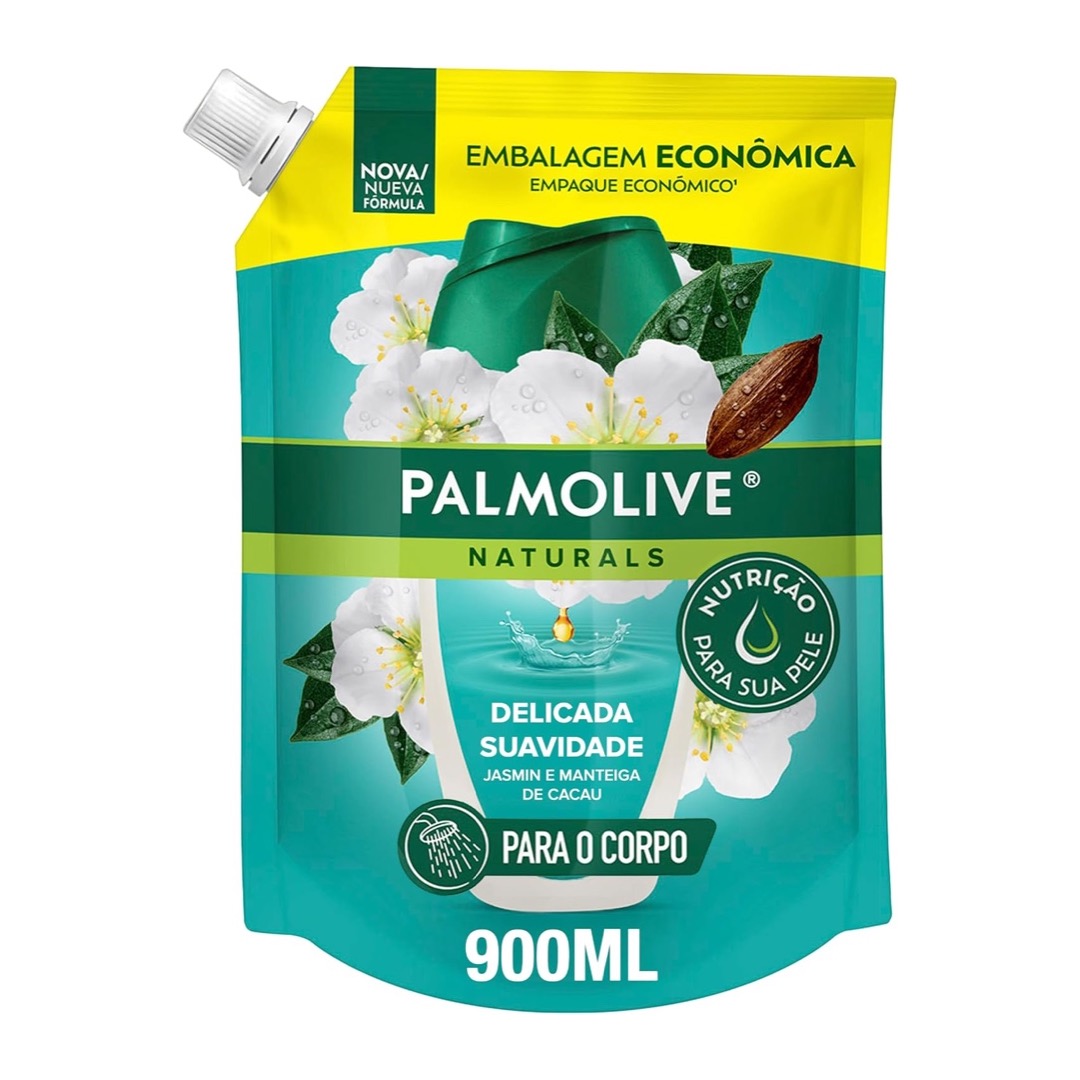 NOVA/
NUEVA
FÓRMULA
EMBALAGEM ECONÔMICA
EMPAQUE ECONÓMICO¹
PALMOLIVE®
NATURALS
NUTRIÇÃO
PARA SUA PELE
DELICADA
SUAVIDADE
JASMIN E MANTEIGA
DE CACAU
PARA O CORPO
900ML